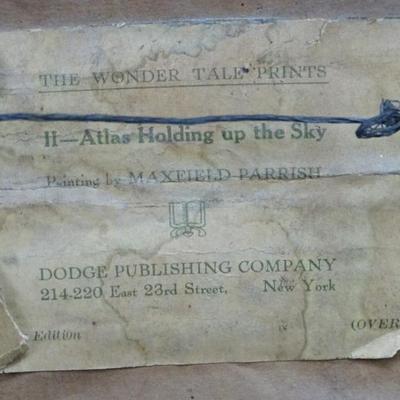 THE WONDER TALE PRINTS
II—Atlas Holding up the Sky
Painting by MAXFIELD PARRISH
DODGE PUBLISHING COMPANY
214-220 East 23rd Street, New York
Edition (OVER